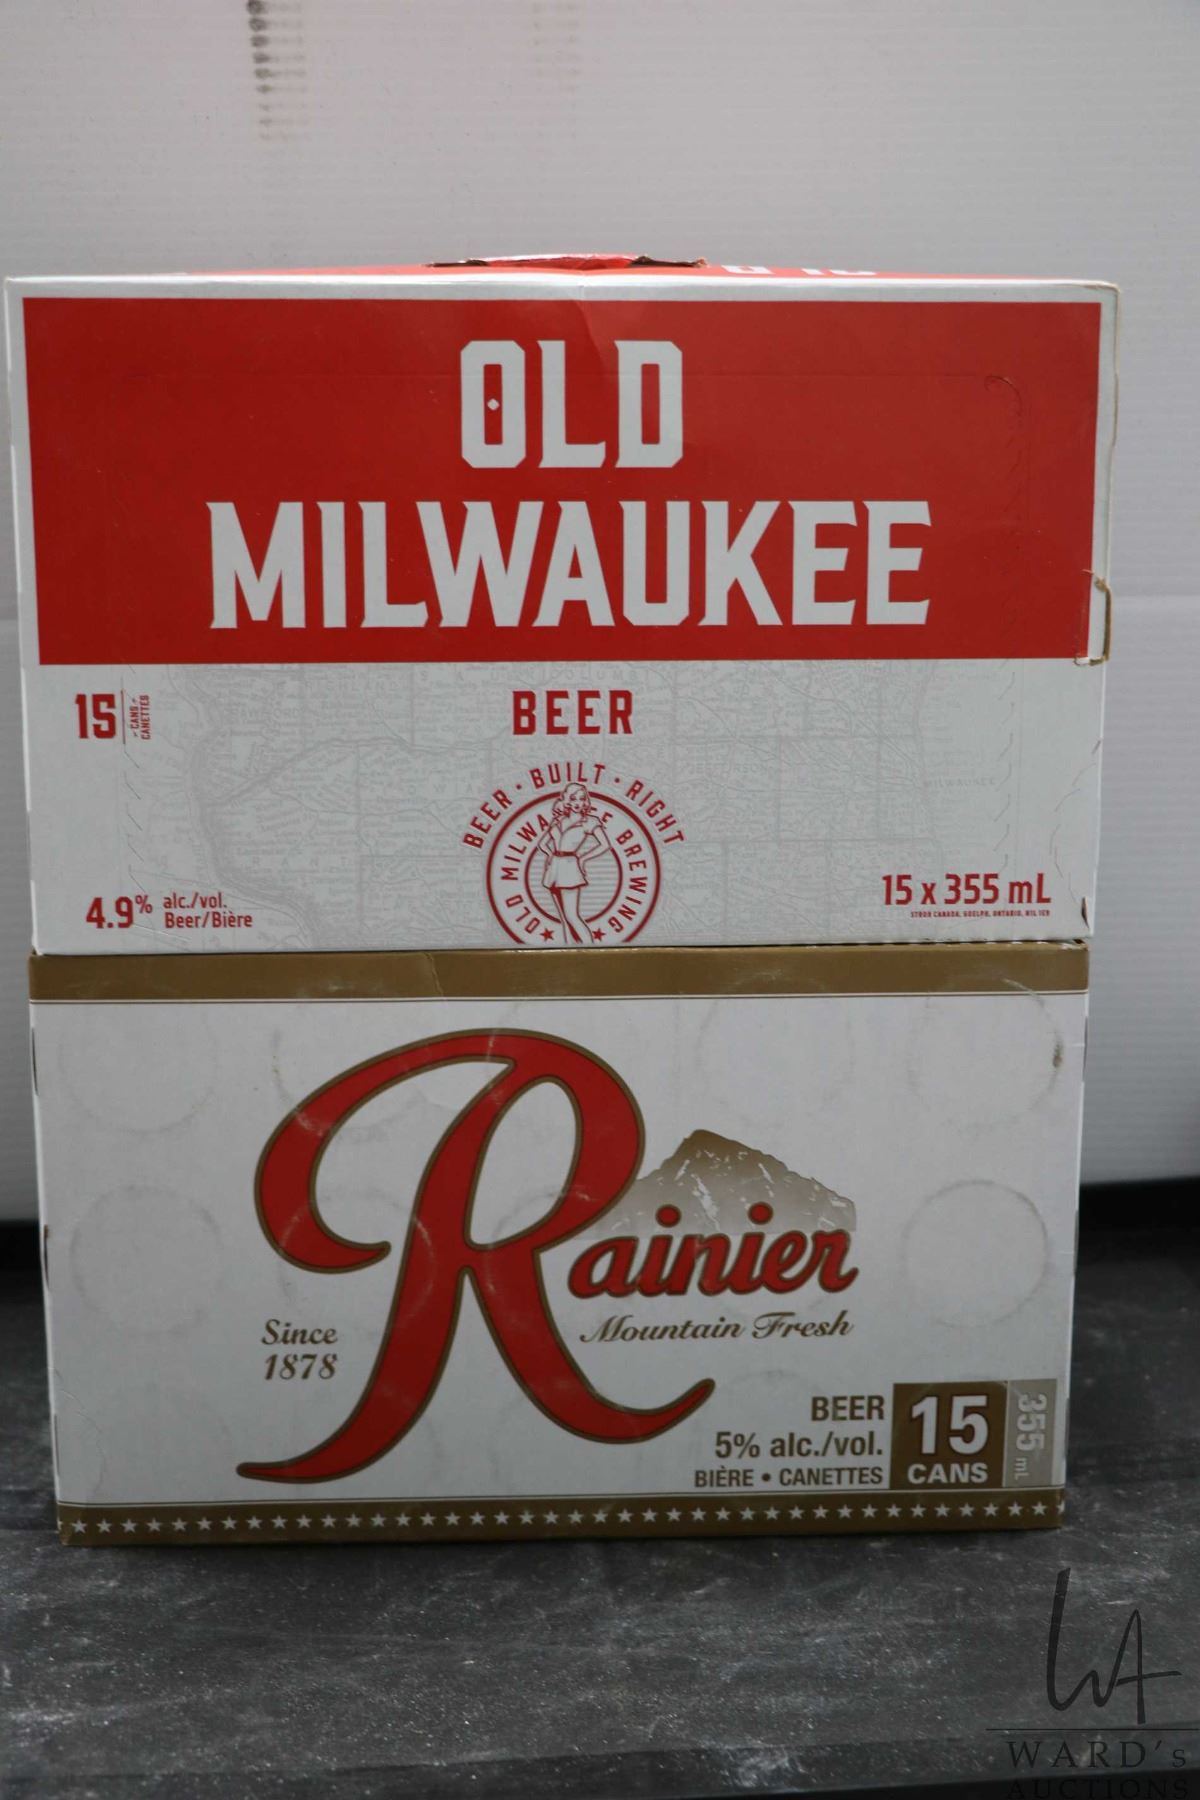 OLD
MILWAUKEE
15 CANS CANETTES
BEER
BEER · BUILT · RIGHT
OLD MILWAUKEE BREWING
4.9% alc./vol.
Beer/Bière
15 x 355 mL
Rainier
Since
1878
Mountain Fresh
BEER
5% alc./vol.
BIÈRE • CANETTES
15
CANS
355 mL
WA
WARD's
AUCTIONS